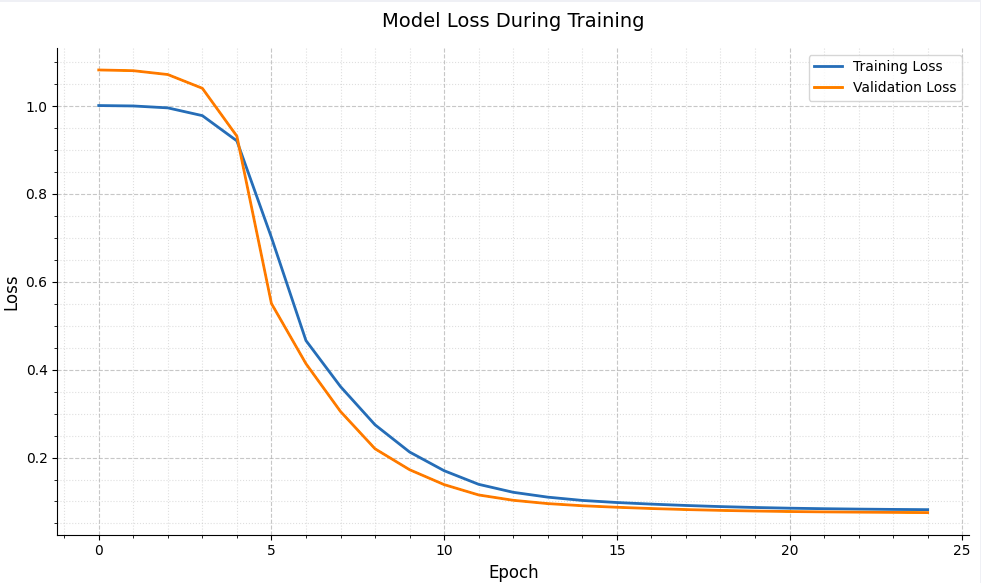 Model Loss During Training
Training Loss
Validation Loss
1.0
0.8
0.6
0.4
0.2
Loss
0 5 10 15 20 25
Epoch